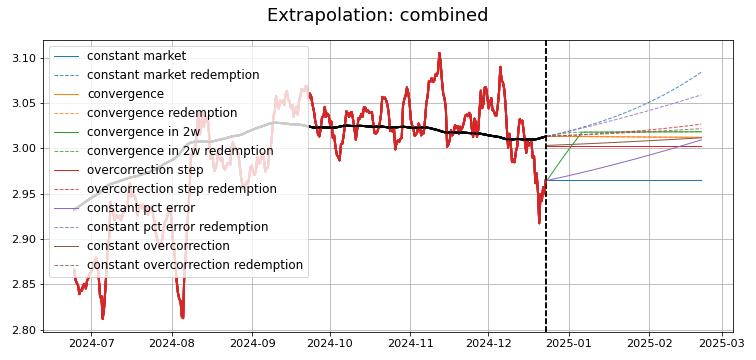 Extrapolation: combined
3.10
3.05
3.00
2.95
2.90
2.85
2.80
constant market
constant market redemption
convergence
convergence redemption
convergence in 2w
convergence in 2w redemption
overcorrection step
overcorrection step redemption
constant pct error
constant pct error redemption
constant overcorrection
constant overcorrection redemption
2024-07 2024-08 2024-09 2024-10 2024-11 2024-12 2025-01 2025-02 2025-03